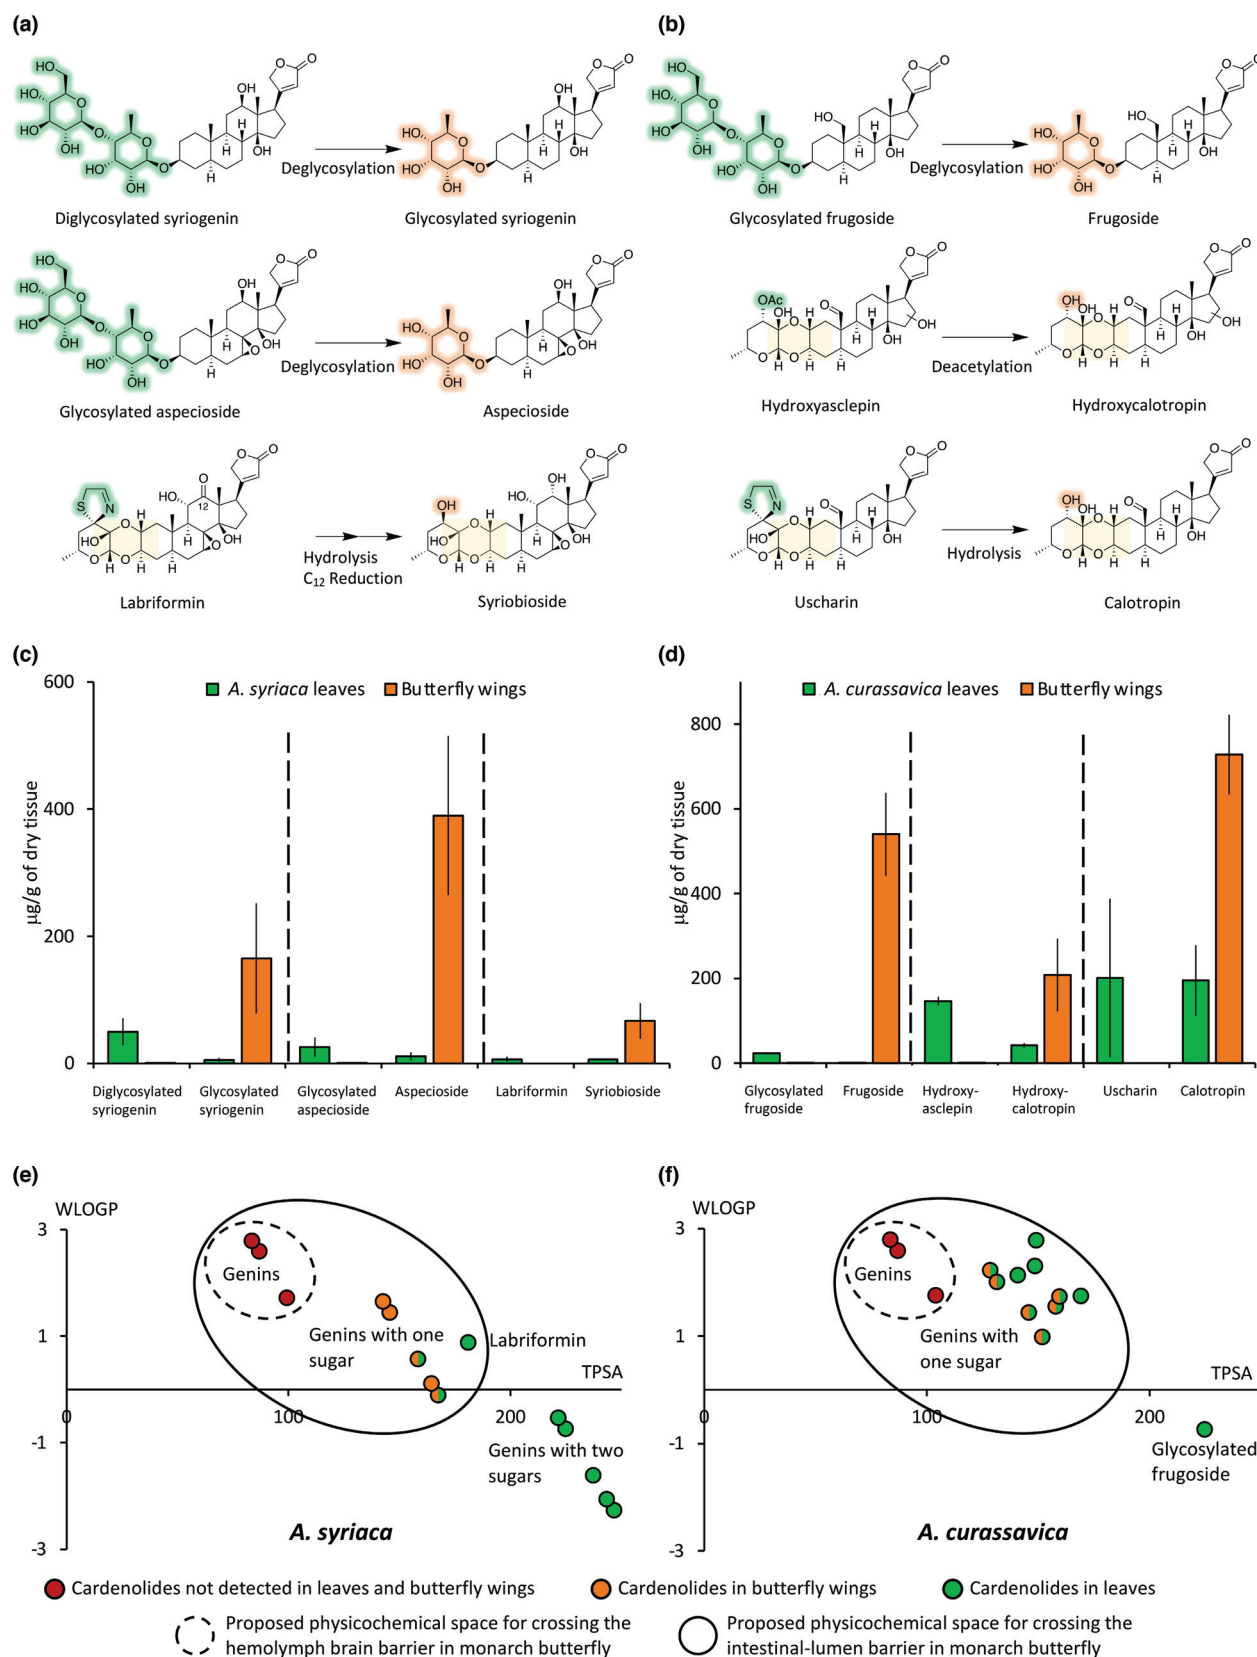 (a)
(b)
Deglycosylation
Diglycosylated syriogenin
Glycosylated syriogenin
Deglycosylation
Glycosylated frugoside
Frugoside
Deglycosylation
Glycosylated aspecioside
Aspecioside
Deacetylation
Hydroxyasclepin
Hydroxycalotropin
Hydrolysis
C12 Reduction
Labriformin
Syriobioside
Hydrolysis
Uscharin
Calotropin
(c)
600
400
200
0
µg/g of dry tissue
A. syriaca leaves
Butterfly wings
Diglycosylated
syriogenin
Glycosylated
syriogenin
Glycosylated
aspecioside
Aspecioside
Labriformin
Syriobioside
(d)
800
600
400
200
0
µg/g of dry tissue
A. curassavica leaves
Butterfly wings
Glycosylated
frugoside
Frugoside
Hydroxy-
asclepin
Hydroxy-
calotropin
Uscharin
Calotropin
(e)
WLOGP
3
1
-1
-3
0
100
200
TPSA
Genins
Genins with one
sugar
Labriformin
Genins with two
sugars
A. syriaca
(f)
WLOGP
3
1
-1
-3
0
100
200
TPSA
Genins
Genins with
one sugar
Glycosylated
frugoside
A. curassavica
Cardenolides not detected in leaves and butterfly wings
Cardenolides in butterfly wings
Cardenolides in leaves
Proposed physicochemical space for crossing the
hemolymph brain barrier in monarch butterfly
Proposed physicochemical space for crossing the
intestinal-lumen barrier in monarch butterfly